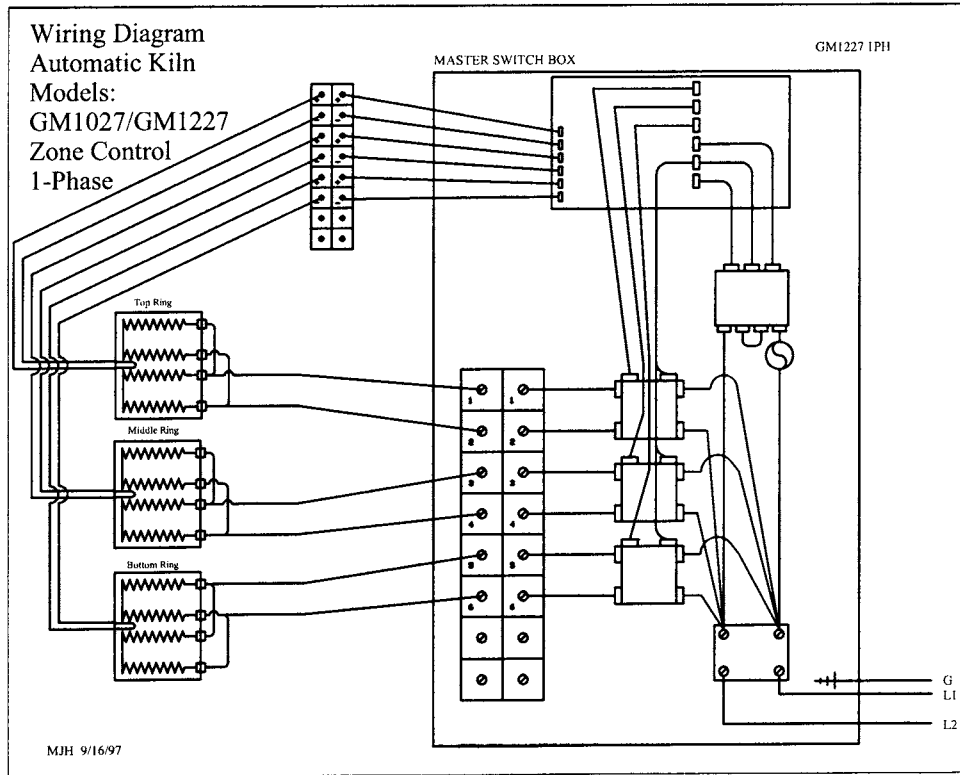 Wiring Diagram
Automatic Kiln
Models:
GM1027/GM1227
Zone Control
1-Phase
MASTER SWITCH BOX
GM1227 1PH
+ +
- -
+ +
- -
+ +
- -
Top Ring
Middle Ring
Bottom Ring
1 1
2 2
3 3
4 4
5 5
6 6
G
L1
L2
MJH 9/16/97